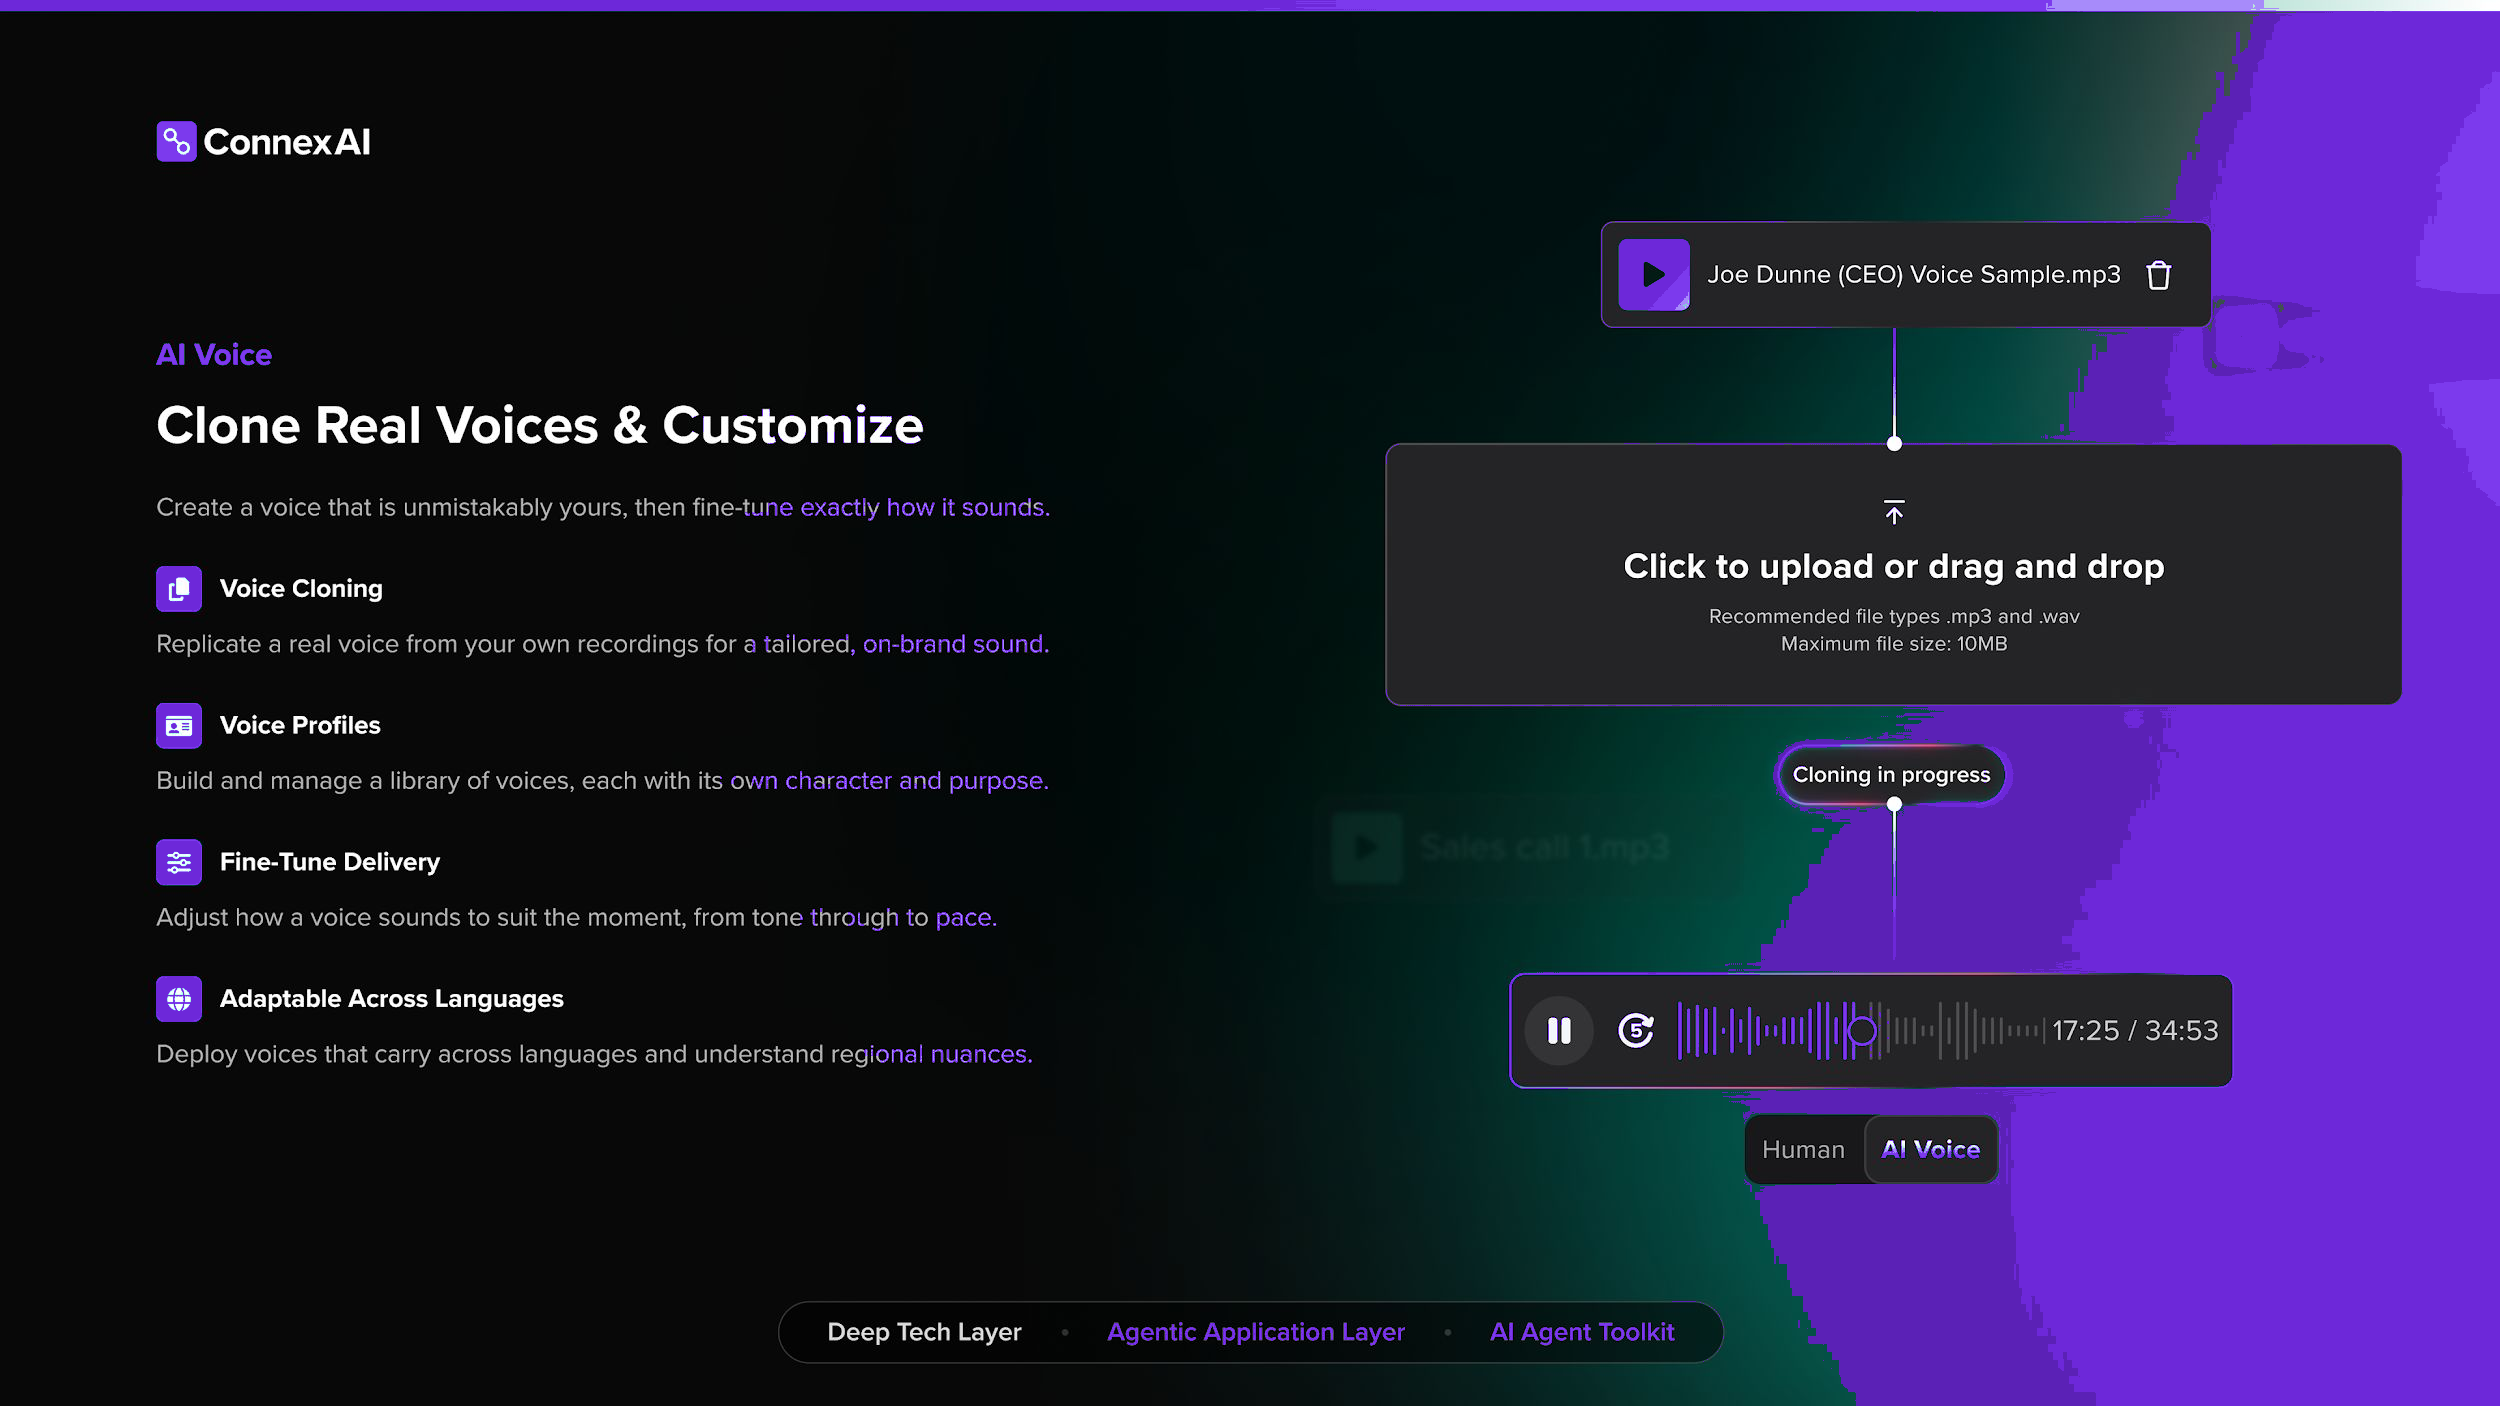 ConnexAI
AI Voice
Clone Real Voices & Customize
Create a voice that is unmistakably yours, then fine-tune exactly how it sounds.
Voice Cloning
Replicate a real voice from your own recordings for a tailored, on-brand sound.
Voice Profiles
Build and manage a library of voices, each with its own character and purpose.
Fine-Tune Delivery
Adjust how a voice sounds to suit the moment, from tone through to pace.
Adaptable Across Languages
Deploy voices that carry across languages and understand regional nuances.
Joe Dunne (CEO) Voice Sample.mp3
Click to upload or drag and drop
Recommended file types .mp3 and .wav
Maximum file size: 10MB
Cloning in progress
Sales call 1.mp3
5
17:25 / 34:53
Human AI Voice
Deep Tech Layer • Agentic Application Layer • AI Agent Toolkit